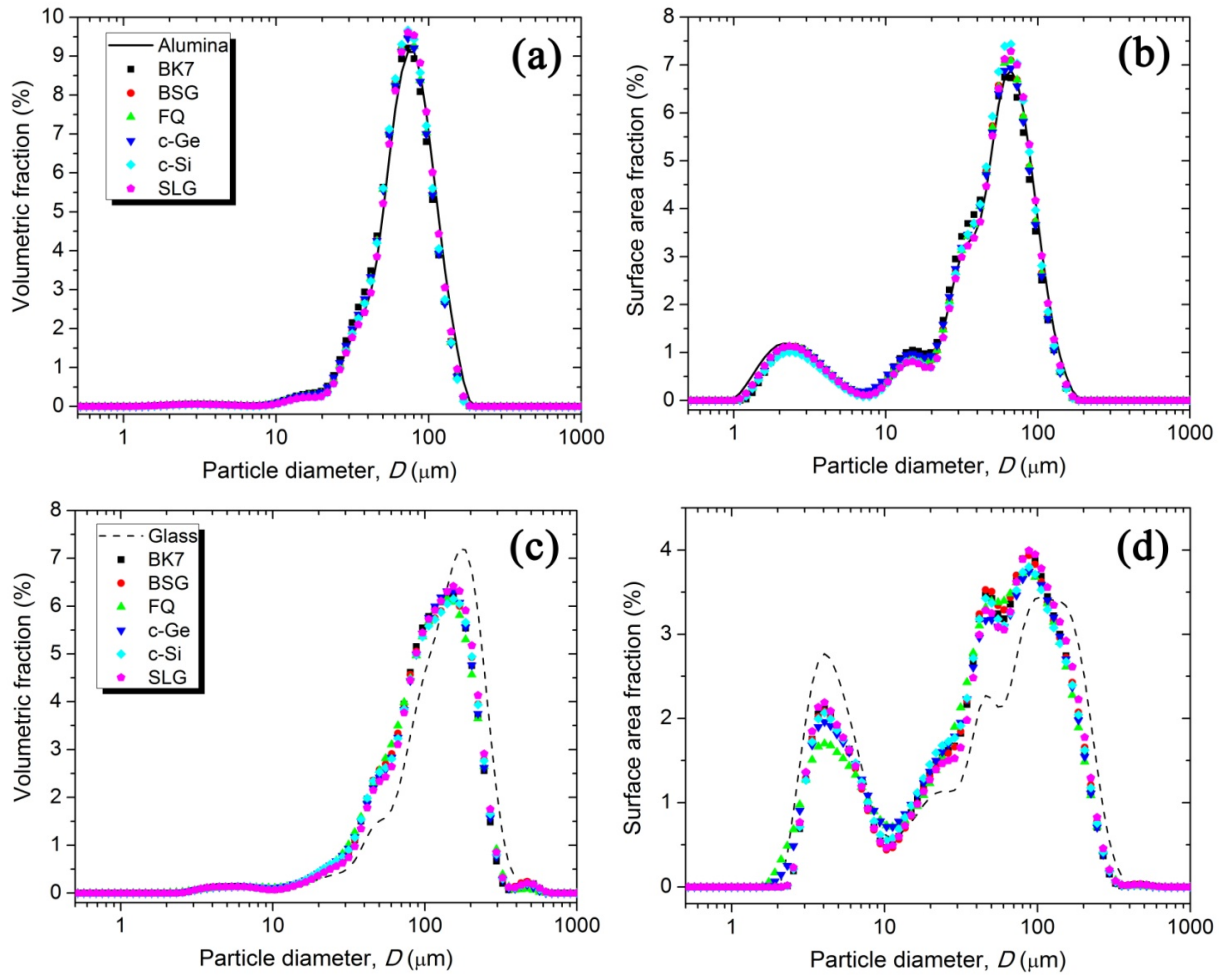 (a)
Volumetric fraction (%)
10
9
8
7
6
5
4
3
2
1
0
Alumina
BK7
BSG
FQ
c-Ge
c-Si
SLG
1 10 100 1000
Particle diameter, D (μm)
(b)
Surface area fraction (%)
8
7
6
5
4
3
2
1
0
1 10 100 1000
Particle diameter, D (μm)
(c)
Volumetric fraction (%)
8
7
6
5
4
3
2
1
0
Glass
BK7
BSG
FQ
c-Ge
c-Si
SLG
1 10 100 1000
Particle diameter, D (μm)
(d)
Surface area fraction (%)
4
3
2
1
0
1 10 100 1000
Particle diameter, D (μm)